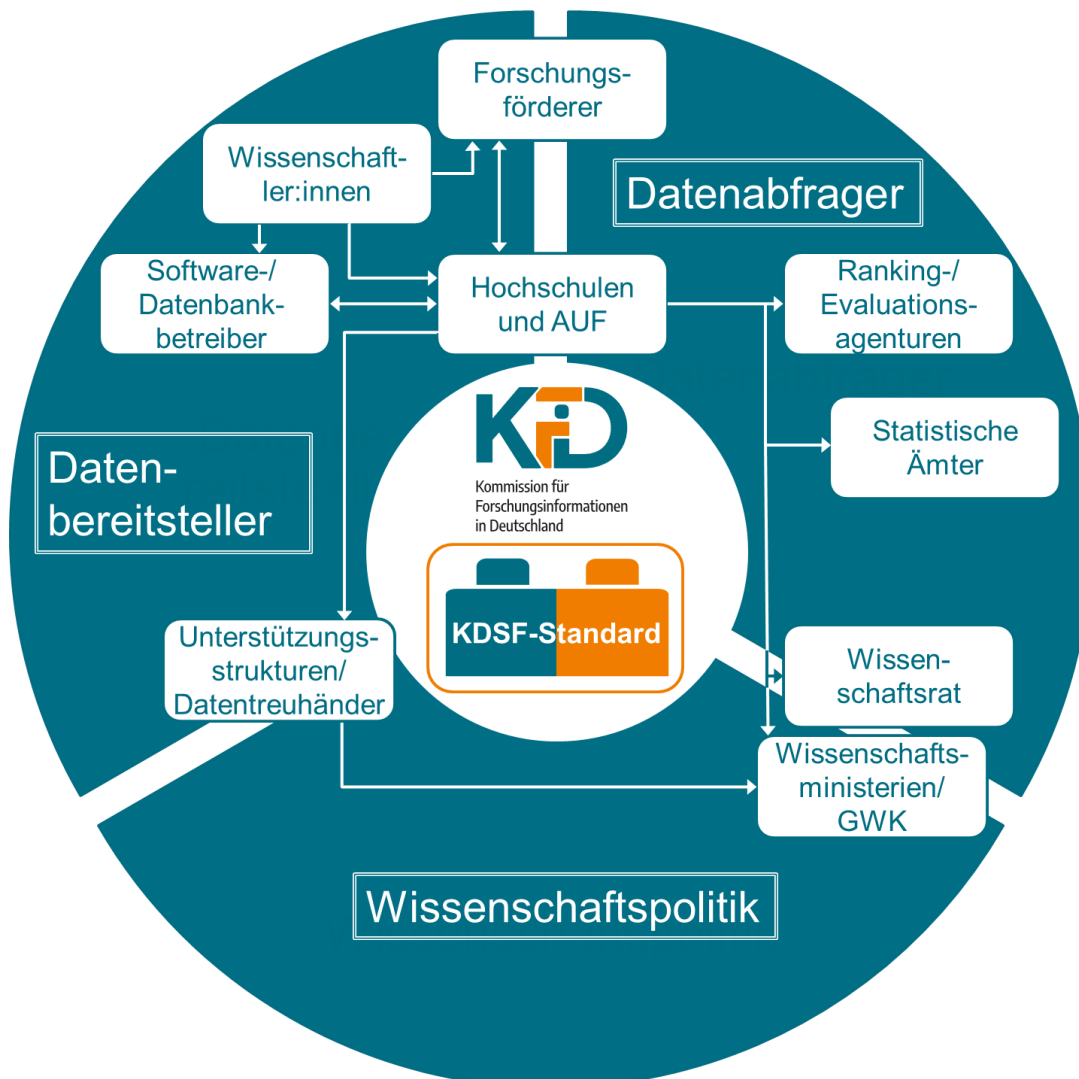 Forschungs-
förderer
Wissenschaft-
ler:innen
Datenabfrager
Software-/
Datenbank-
betreiber
Hochschulen
und AUF
Ranking-/
Evaluations-
agenturen
KFiD
Kommission für
Forschungsinformationen
in Deutschland
Statistische
Ämter
Daten-
bereitsteller
KDSF-Standard
Unterstützungs-
strukturen/
Datentreuhänder
Wissen-
schaftsrat
Wissenschafts-
ministerien/
GWK
Wissenschaftspolitik